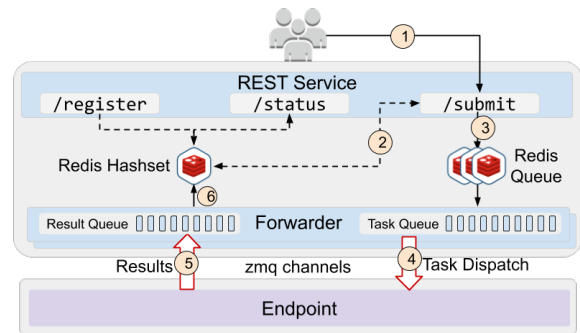 1
REST Service
/register
/status
/submit
2
3
Redis Hashset
Redis
Queue
6
Result Queue
Forwarder
Task Queue
Results
5
zmq channels
4
Task Dispatch
Endpoint